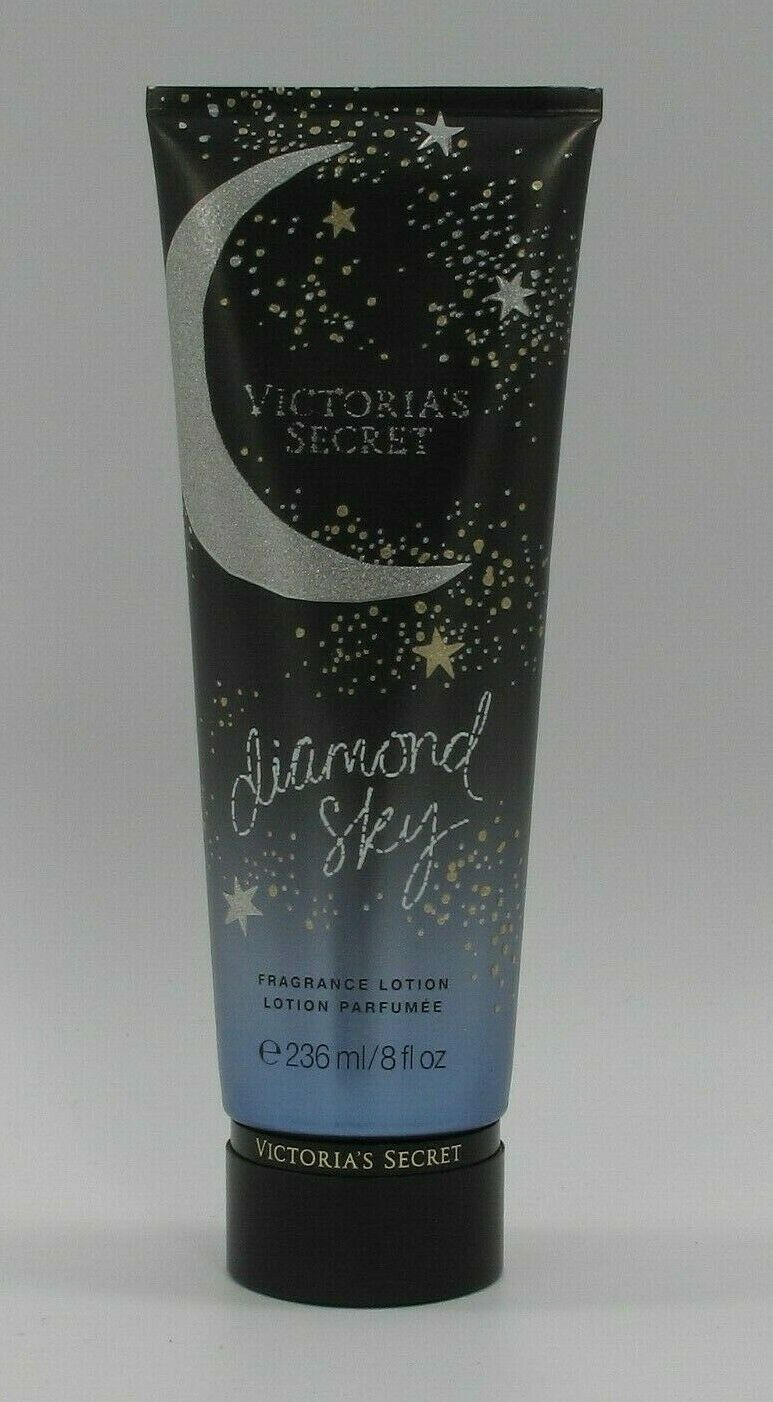 VICTORIA'S
SECRET
diamond
sky
FRAGRANCE LOTION
LOTION PARFUMÉE
℮ 236 ml/8 fl oz
VICTORIA'S SECRET